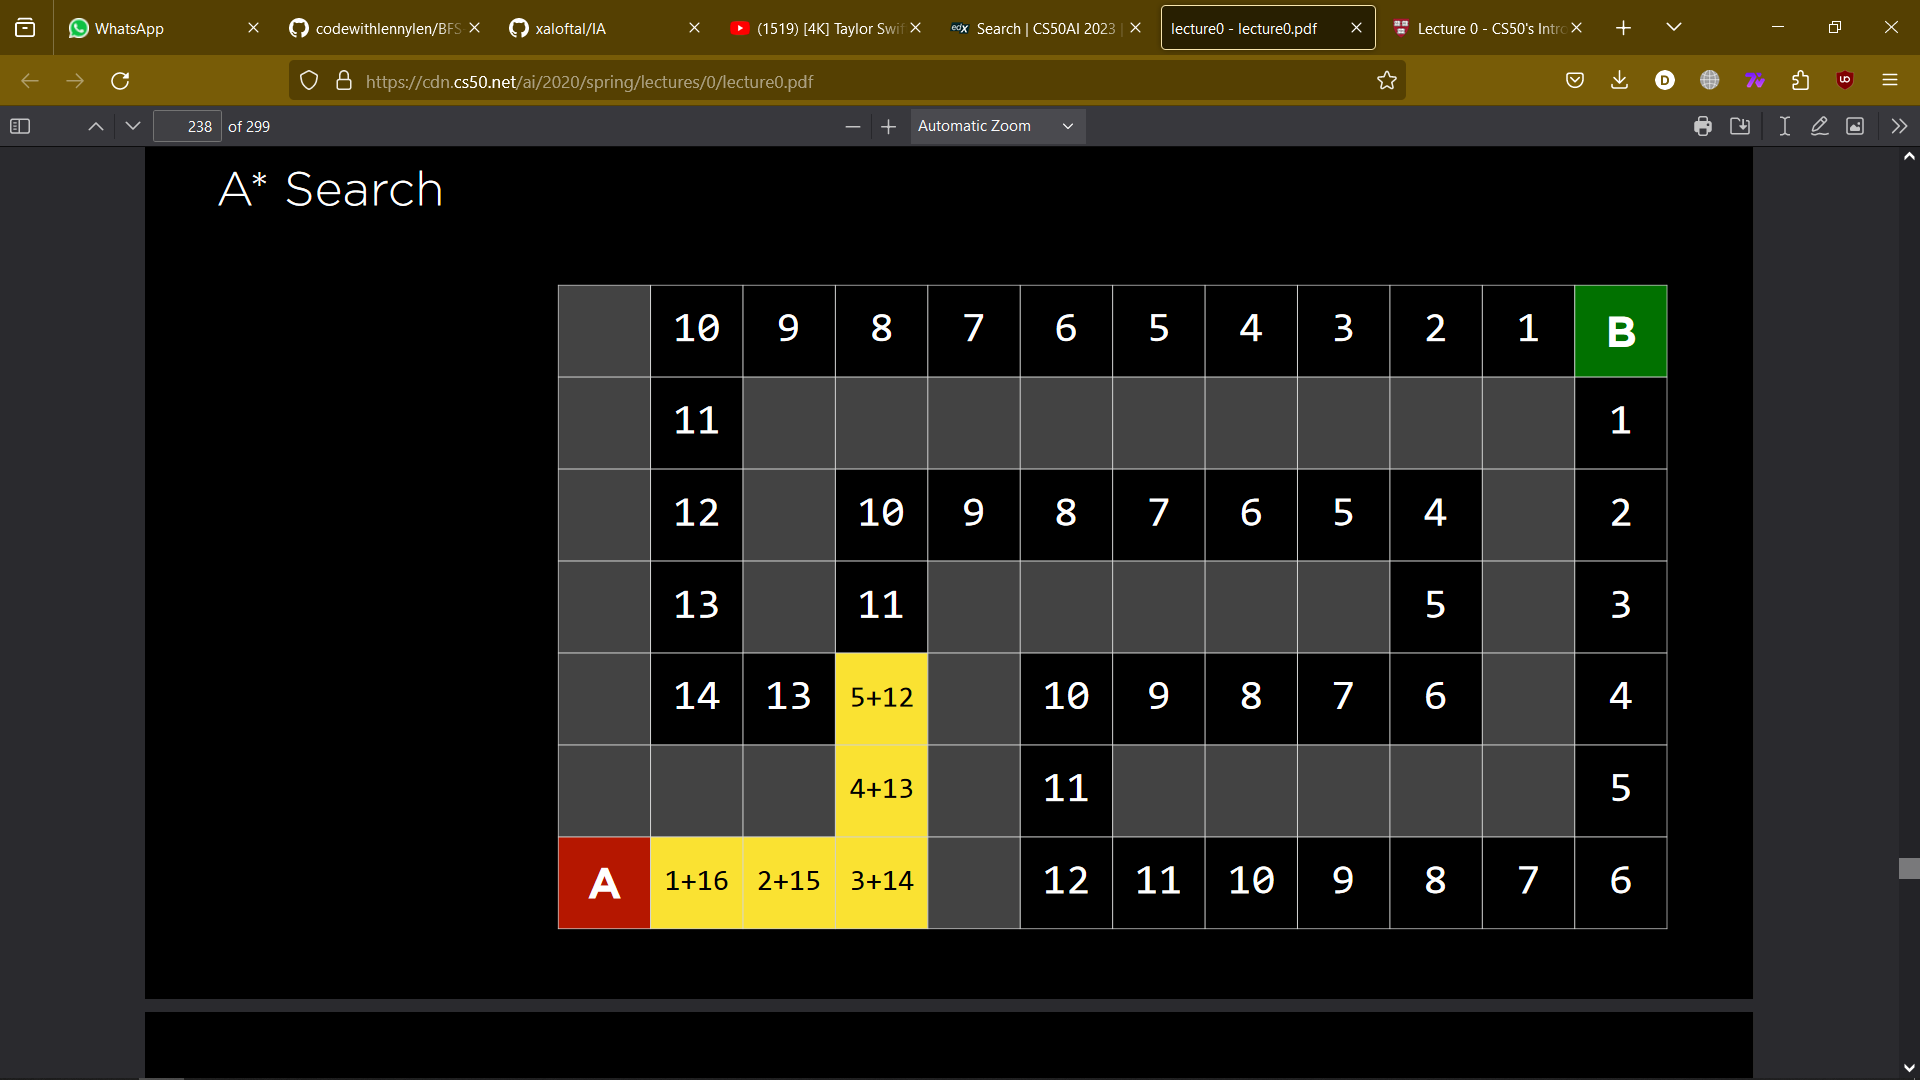 WhatsApp
codewithlennylen/BFS
xaloftal/IA
(1519) [4K] Taylor Swif
edX Search | CS50AI 2023 |
lecture0 - lecture0.pdf
Lecture 0 - CS50's Intro
https://cdn.cs50.net/ai/2020/spring/lectures/0/lecture0.pdf
238 of 299
Automatic Zoom
A* Search
10 9 8 7 6 5 4 3 2 1 B
11 1
12 10 9 8 7 6 5 4 2
13 11 5 3
14 13 5+12 10 9 8 7 6 4
4+13 11 5
A 1+16 2+15 3+14 12 11 10 9 8 7 6